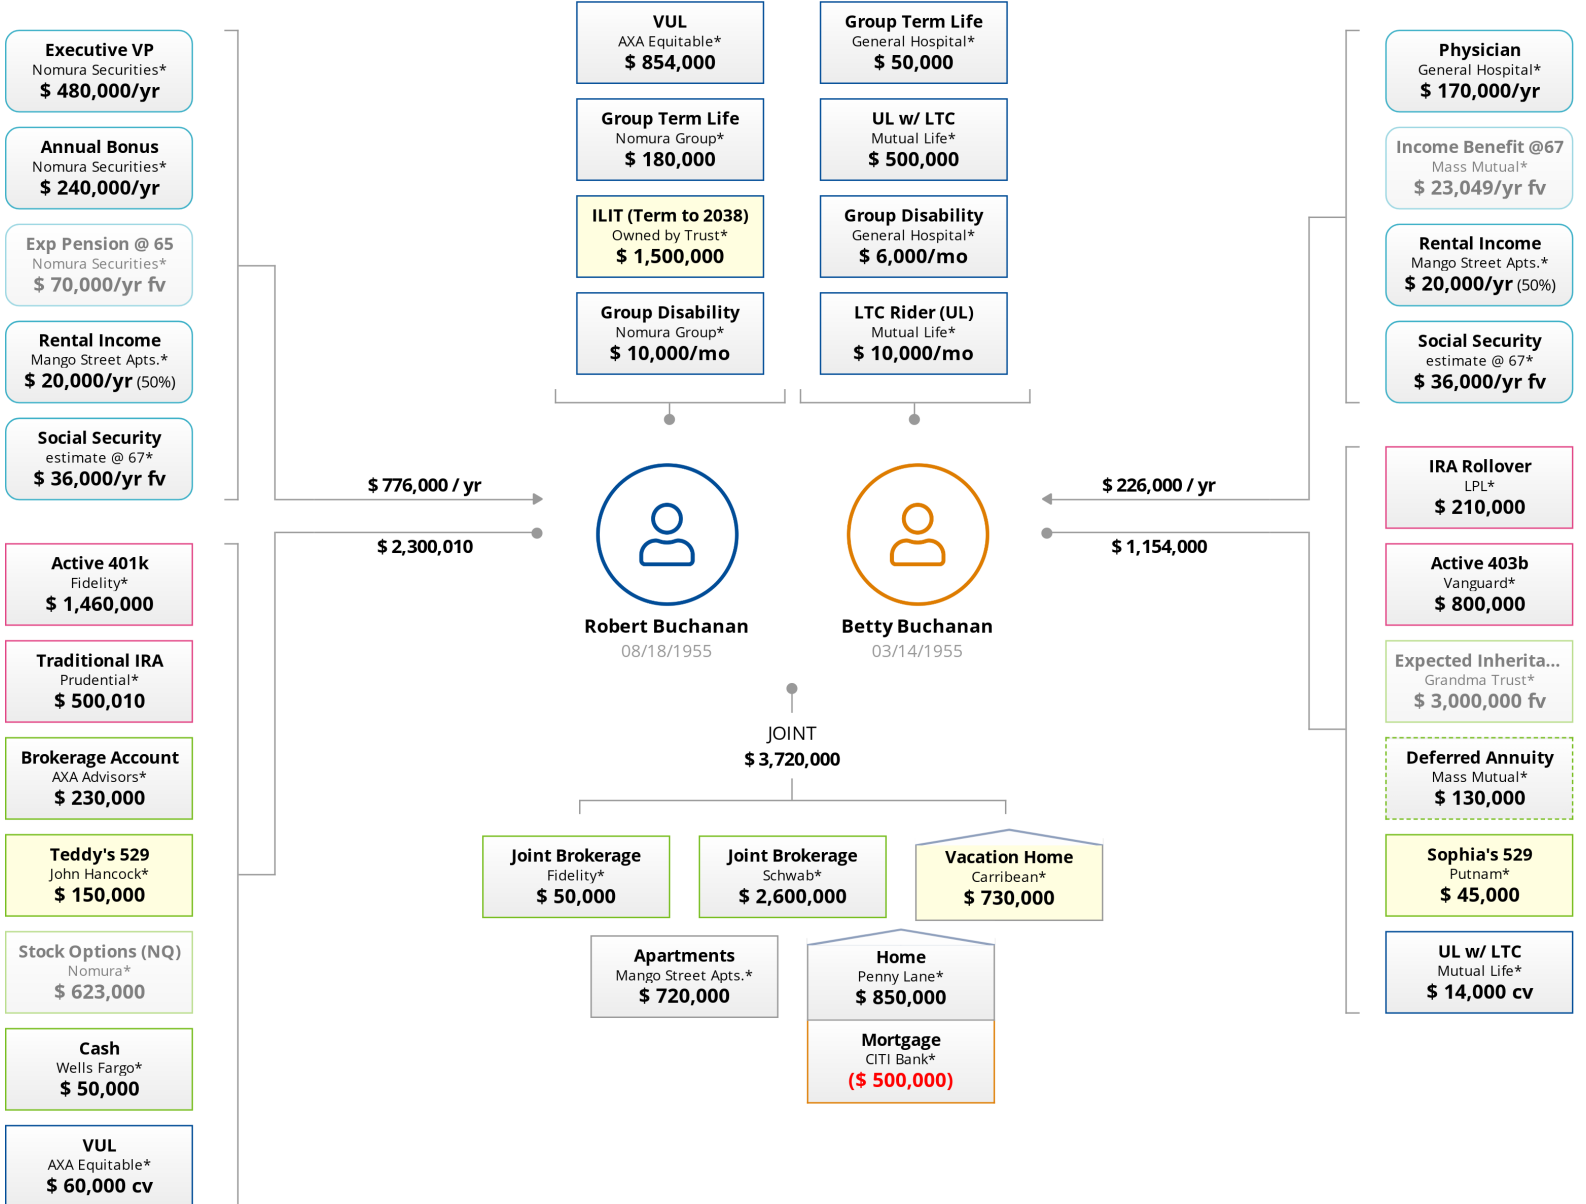 Executive VP
Nomura Securities*
$ 480,000/yr
Annual Bonus
Nomura Securities*
$ 240,000/yr
Exp Pension @ 65
Nomura Securities*
$ 70,000/yr fv
Rental Income
Mango Street Apts.*
$ 20,000/yr (50%)
Social Security
estimate @ 67*
$ 36,000/yr fv
Active 401k
Fidelity*
$ 1,460,000
Traditional IRA
Prudential*
$ 500,010
Brokerage Account
AXA Advisors*
$ 230,000
Teddy's 529
John Hancock*
$ 150,000
Stock Options (NQ)
Nomura*
$ 623,000
Cash
Wells Fargo*
$ 50,000
VUL
AXA Equitable*
$ 60,000 cv
VUL
AXA Equitable*
$ 854,000
Group Term Life
Nomura Group*
$ 180,000
ILIT (Term to 2038)
Owned by Trust*
$ 1,500,000
Group Disability
Nomura Group*
$ 10,000/mo
Group Term Life
General Hospital*
$ 50,000
UL w/ LTC
Mutual Life*
$ 500,000
Group Disability
General Hospital*
$ 6,000/mo
LTC Rider (UL)
Mutual Life*
$ 10,000/mo
$ 776,000 / yr
$ 2,300,010
Robert Buchanan
08/18/1955
Betty Buchanan
03/14/1955
$ 226,000 / yr
$ 1,154,000
JOINT
$ 3,720,000
Joint Brokerage
Fidelity*
$ 50,000
Joint Brokerage
Schwab*
$ 2,600,000
Vacation Home
Carribean*
$ 730,000
Apartments
Mango Street Apts.*
$ 720,000
Home
Penny Lane*
$ 850,000
Mortgage
CITI Bank*
($ 500,000)
Physician
General Hospital*
$ 170,000/yr
Income Benefit @67
Mass Mutual*
$ 23,049/yr fv
Rental Income
Mango Street Apts.*
$ 20,000/yr (50%)
Social Security
estimate @ 67*
$ 36,000/yr fv
IRA Rollover
LPL*
$ 210,000
Active 403b
Vanguard*
$ 800,000
Expected Inherita...
Grandma Trust*
$ 3,000,000 fv
Deferred Annuity
Mass Mutual*
$ 130,000
Sophia's 529
Putnam*
$ 45,000
UL w/ LTC
Mutual Life*
$ 14,000 cv